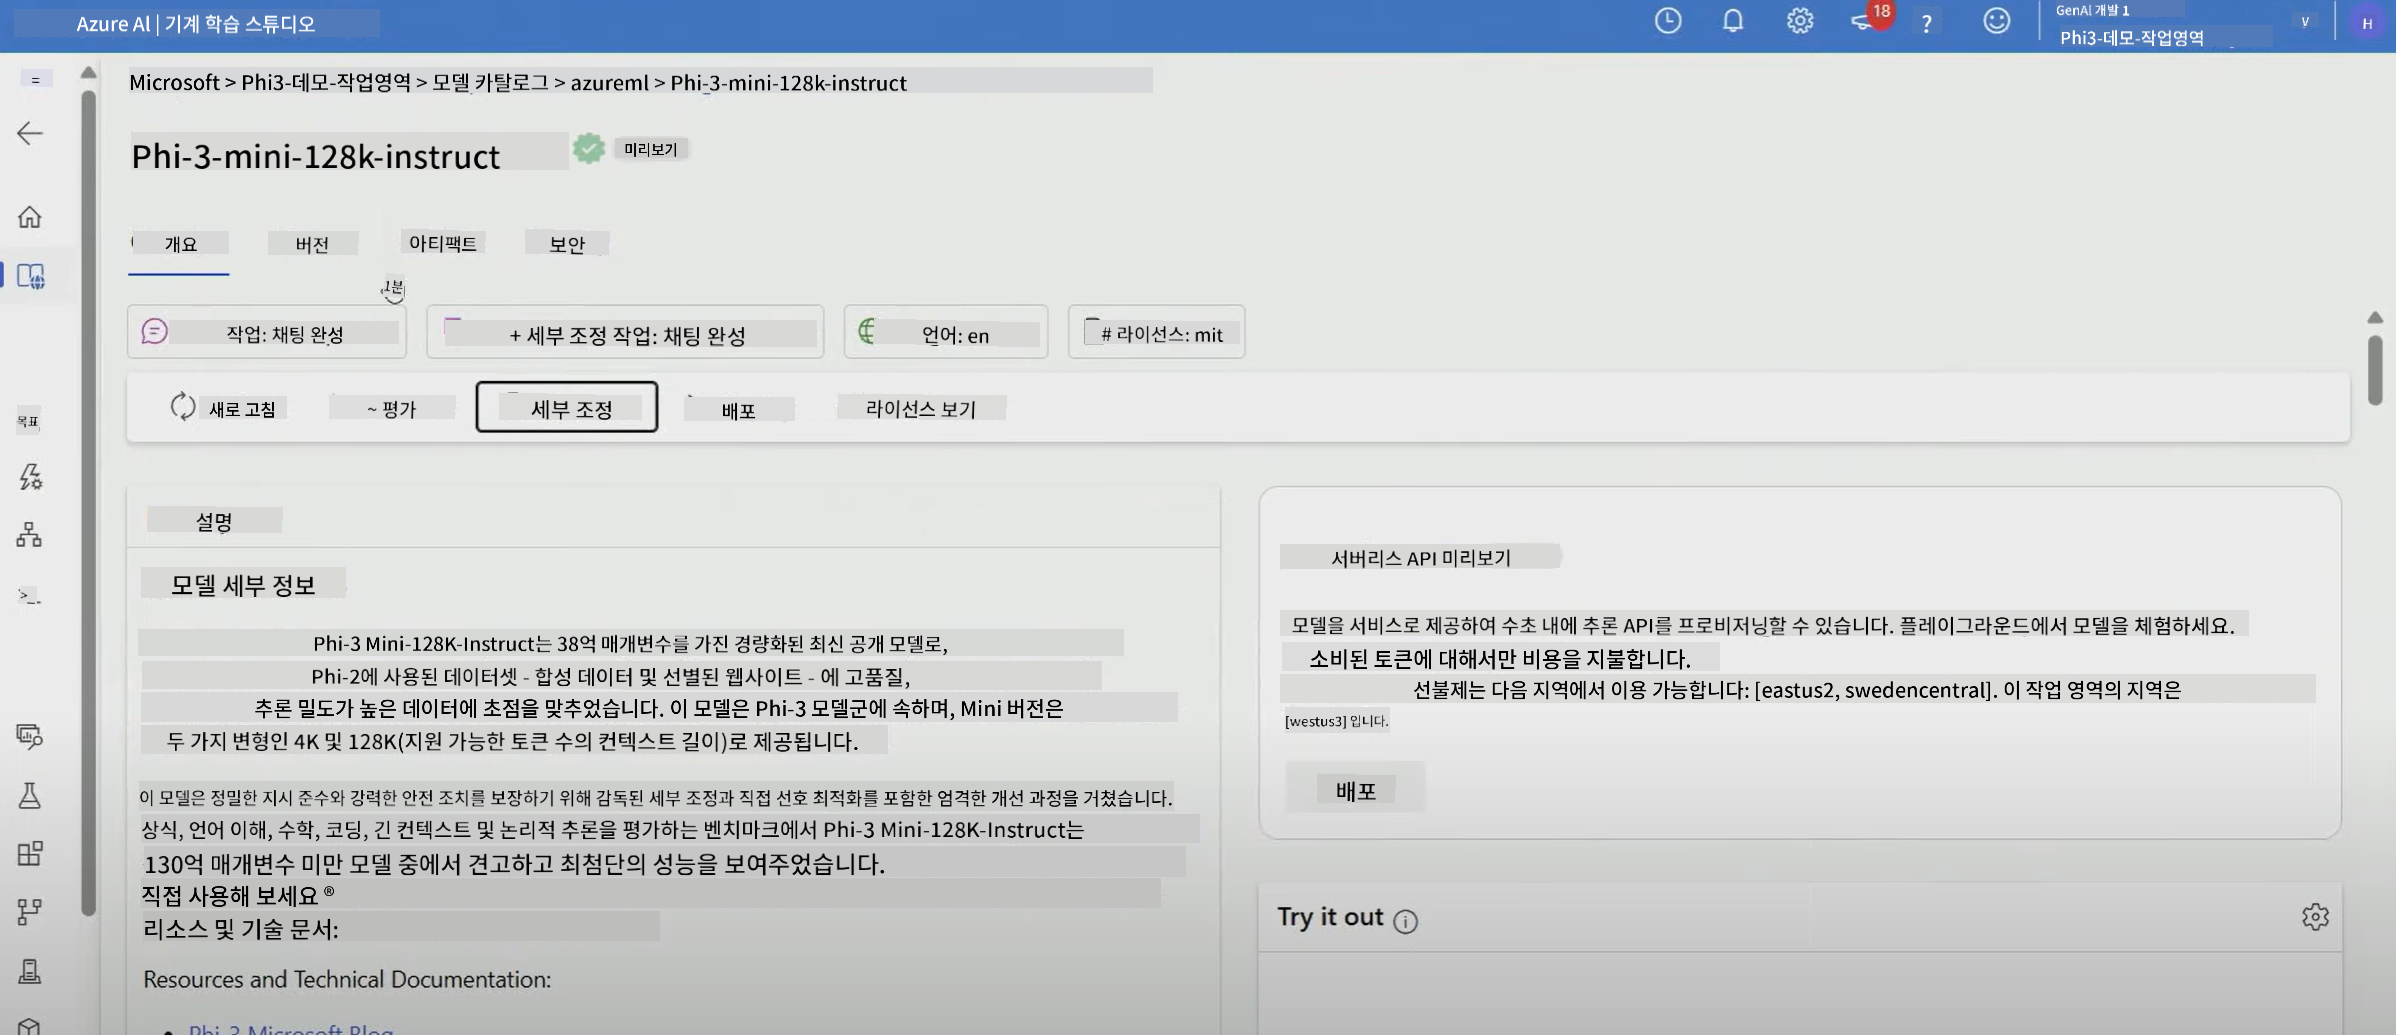 Azure Al | 기계 학습 스튜디오
18
?
GenAl 개발 1
Phi3-데모-작업영역
v
H
=
Microsoft > Phi3-데모-작업영역 > 모델 카탈로그 > azureml > Phi-3-mini-128k-instruct
Phi-3-mini-128k-instruct
미리보기
개요
버전
아티팩트
보안
1분
작업: 채팅 완성
+ 세부 조정 작업: 채팅 완성
언어: en
# 라이선스: mit
새로 고침
~ 평가
세부 조정
배포
라이선스 보기
목표
>_
설명
모델 세부 정보
Phi-3 Mini-128K-Instruct는 38억 매개변수를 가진 경량화된 최신 공개 모델로,
Phi-2에 사용된 데이터셋 - 합성 데이터 및 선별된 웹사이트 - 에 고품질,
추론 밀도가 높은 데이터에 초점을 맞추었습니다. 이 모델은 Phi-3 모델군에 속하며, Mini 버전은
두 가지 변형인 4K 및 128K(지원 가능한 토큰 수의 컨텍스트 길이)로 제공됩니다.
이 모델은 정밀한 지시 준수와 강력한 안전 조치를 보장하기 위해 감독된 세부 조정과 직접 선호 최적화를 포함한 엄격한 개선 과정을 거쳤습니다.
상식, 언어 이해, 수학, 코딩, 긴 컨텍스트 및 논리적 추론을 평가하는 벤치마크에서 Phi-3 Mini-128K-Instruct는
130억 매개변수 미만 모델 중에서 견고하고 최첨단의 성능을 보여주었습니다.
직접 사용해 보세요 ®
리소스 및 기술 문서:
Resources and Technical Documentation:
• Phi-3 Microsoft Blog
서버리스 API 미리보기
모델을 서비스로 제공하여 수초 내에 추론 API를 프로비저닝할 수 있습니다. 플레이그라운드에서 모델을 체험하세요.
소비된 토큰에 대해서만 비용을 지불합니다.
선불제는 다음 지역에서 이용 가능합니다: [eastus2, swedencentral]. 이 작업 영역의 지역은
[westus3] 입니다.
배포
Try it out